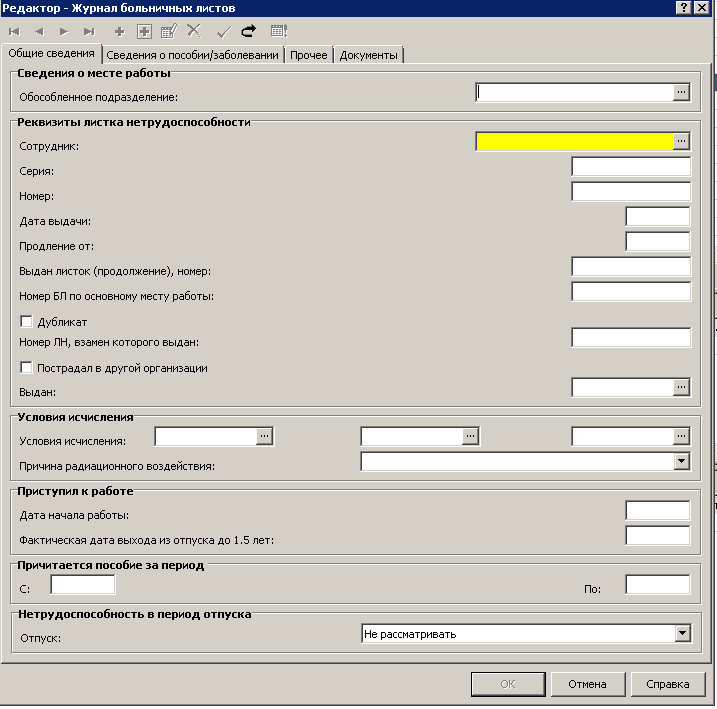 Редактор - Журнал больничных листов
Общие сведения Сведения о пособии/заболевании Прочее Документы
Сведения о месте работы
Обособленное подразделение:
Реквизиты листка нетрудоспособности
Сотрудник:
Серия:
Номер:
Дата выдачи:
Продление от:
Выдан листок (продолжение), номер:
Номер БЛ по основному месту работы:
Дубликат
Номер ЛН, взамен которого выдан:
Пострадал в другой организации
Выдан:
Условия исчисления
Условия исчисления:
Причина радиационного воздействия:
Приступил к работе
Дата начала работы:
Фактическая дата выхода из отпуска до 1.5 лет:
Причитается пособие за период
С: По:
Нетрудоспособность в период отпуска
Отпуск: Не рассматривать
OK Отмена Справка